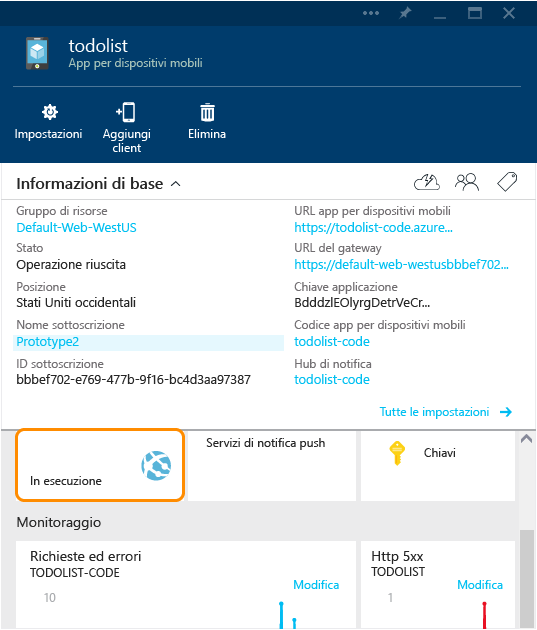 todolist
App per dispositivi mobili
Impostazioni
Aggiungi
client
Elimina
Informazioni di base
Gruppo di risorse
Default-Web-WestUS
Stato
Operazione riuscita
Posizione
Stati Uniti occidentali
Nome sottoscrizione
Prototype2
ID sottoscrizione
bbbef702-e769-477b-9f16-bc4d3aa97387
URL app per dispositivi mobili
https://todolist-code.azure...
URL del gateway
https://default-web-westusbbbef702...
Chiave applicazione
BdddzlEOlyrgDetrVeCr...
Codice app per dispositivi mobili
todolist-code
Hub di notifica
todolist-code
Tutte le impostazioni
In esecuzione
Servizi di notifica push
Chiavi
Monitoraggio
Richieste ed errori
TODOLIST-CODE
Modifica
10
Http 5xx
TODOLIST
Modifica
1